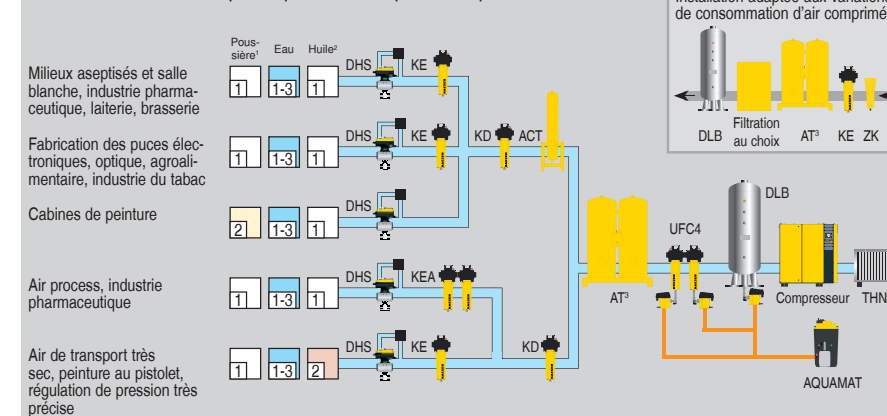 Installation adaptée aux variations
de consommation d'air comprimé
DLB
Filtration
au choix
AT³
KE
ZK
Pous-
sière¹
Eau
Huile²
Milieux aseptisés et salle
blanche, industrie pharma-
ceutique, laiterie, brasserie
1
1-3
1
DHS
KE
Fabrication des puces élec-
troniques, optique, agroali-
mentaire, industrie du tabac
1
1-3
1
DHS
KE
KD
ACT
Cabines de peinture
2
1-3
1
DHS
Air process, industrie
pharmaceutique
1
1-3
1
DHS
KEA
Air de transport très
sec, peinture au pistolet,
régulation de pression très
précise
1
1-3
2
DHS
KE
KD
AT³
UFC4
DLB
Compresseur
THN
AQUAMAT